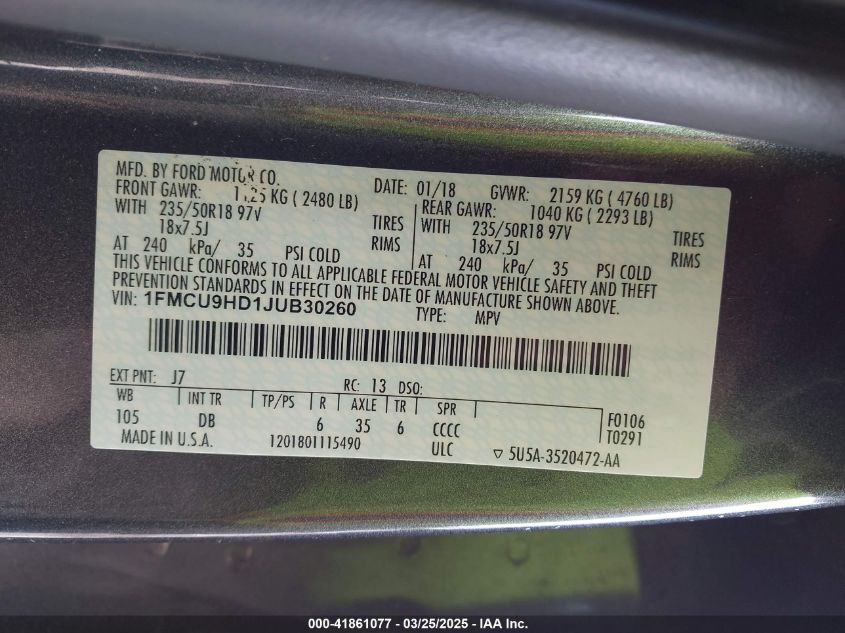 MFD. BY FORD MOTOR CO. DATE: 01/18 GVWR: 2159 KG ( 4760 LB)
FRONT GAWR: 1125 KG ( 2480 LB) REAR GAWR: 1040 KG ( 2293 LB)
WITH 235/50R18 97V TIRES WITH 235/50R18 97V TIRES
18x7.5J RIMS 18x7.5J RIMS
AT 240 kPa/ 35 PSI COLD AT 240 kPa/ 35 PSI COLD
THIS VEHICLE CONFORMS TO ALL APPLICABLE FEDERAL MOTOR VEHICLE SAFETY AND THEFT
PREVENTION STANDARDS IN EFFECT ON THE DATE OF MANUFACTURE SHOWN ABOVE.
VIN: 1FMCU9HD1JUB30260 TYPE: MPV
EXT PNT: J7 RC: 13 DSO:
WB INT TR TP/PS R AXLE TR SPR F0106
105 DB 6 35 6 CCCC T0291
MADE IN U.S.A. 1201801115490 ULC 5U5A-3520472-AA
000-41861077 — 03/25/2025 — IAA Inc.